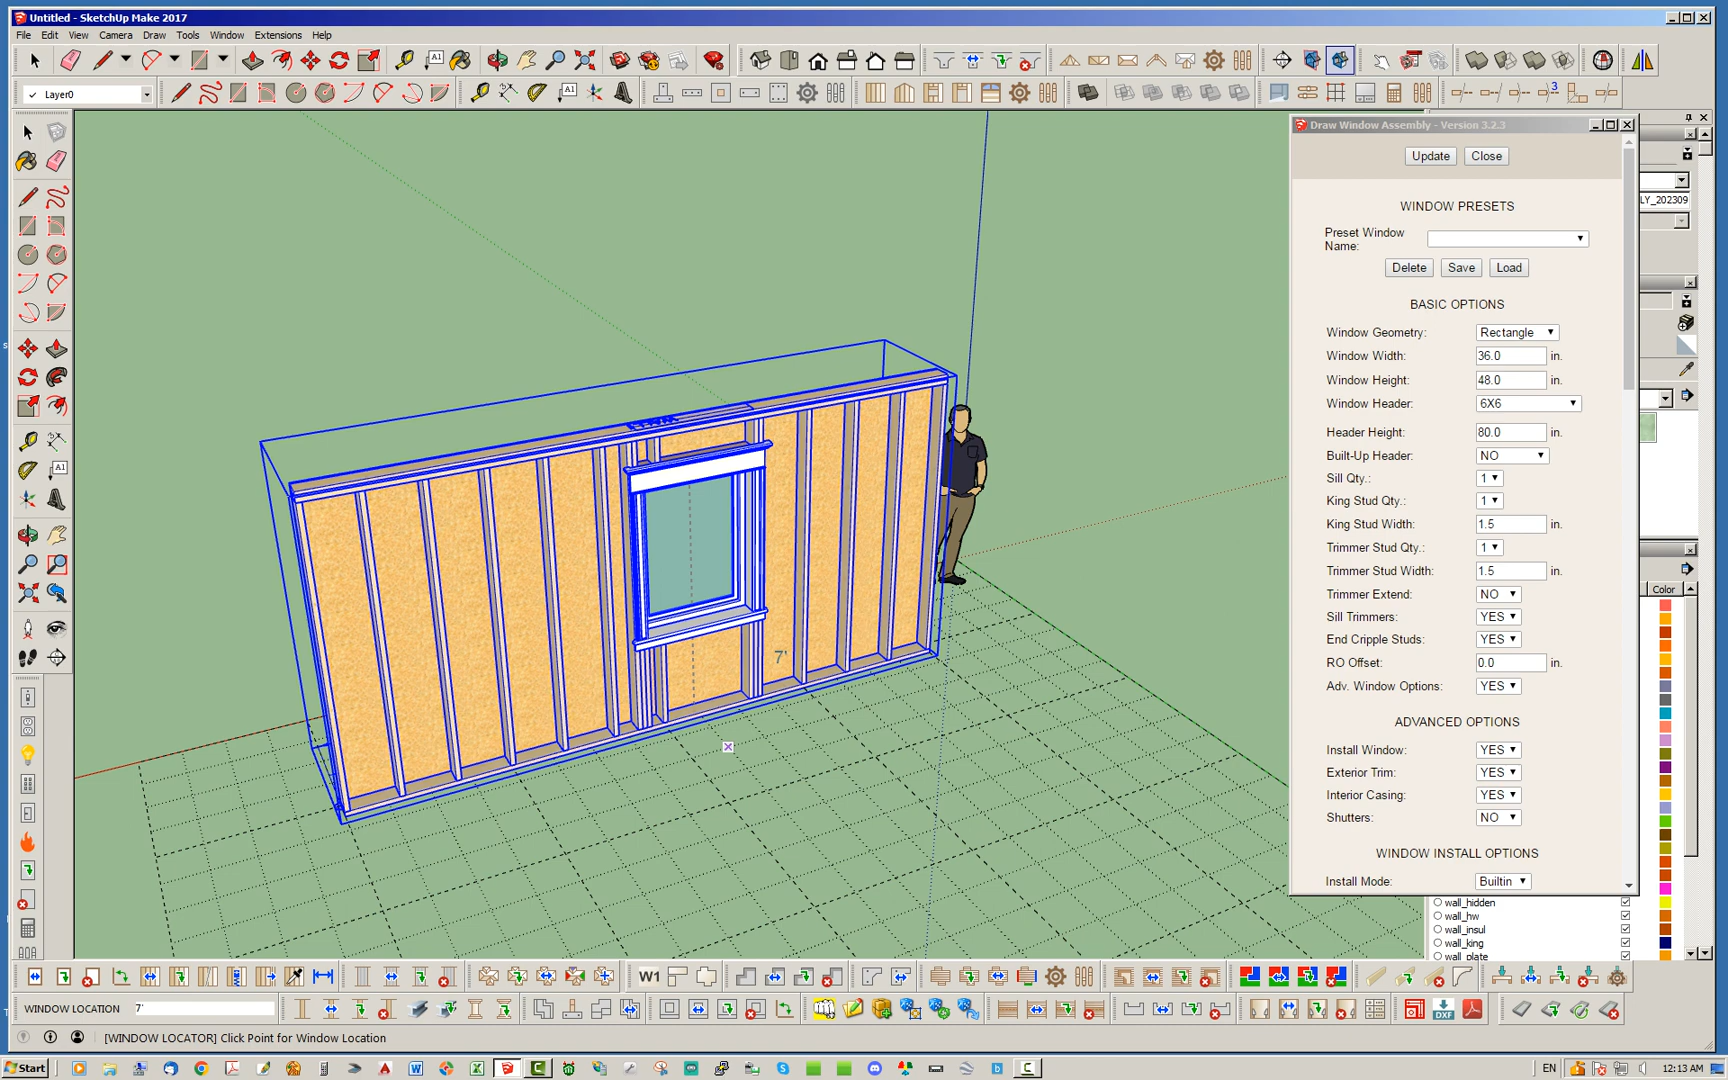 Untitled - SketchUp Make 2017
File Edit View Camera Draw Tools Window Extensions Help
Layer0
Draw Window Assembly - Version 3.2.3
Update Close
LY_202309
WINDOW PRESETS
Preset Window Name:
Delete Save Load
BASIC OPTIONS
Window Geometry: Rectangle
Window Width: 36.0 in.
Window Height: 48.0 in.
Window Header: 6X6
Header Height: 80.0 in.
Built-Up Header: NO
Sill Qty.: 1
King Stud Qty.: 1
King Stud Width: 1.5 in.
Trimmer Stud Qty.: 1
Trimmer Stud Width: 1.5 in.
Trimmer Extend: NO
Sill Trimmers: YES
End Cripple Studs: YES
RO Offset: 0.0 in.
Adv. Window Options: YES
ADVANCED OPTIONS
Install Window: YES
Exterior Trim: YES
Interior Casing: YES
Shutters: NO
WINDOW INSTALL OPTIONS
Install Mode: Builtin
Color
7'
wall_hidden
wall_hw
wall_insul
wall_king
wall_plate
W1
WINDOW LOCATION 7'
DXF
[WINDOW LOCATOR] Click Point for Window Location
Start
EN
12:13 AM